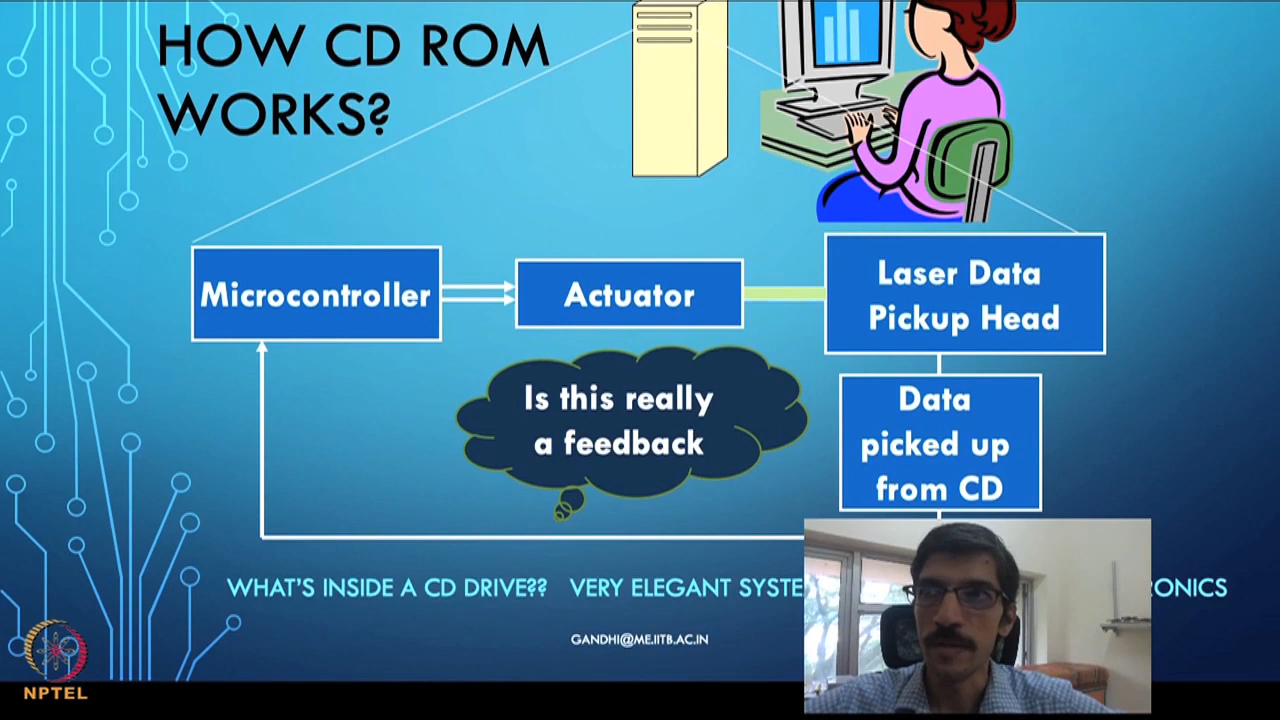 HOW CD ROM
WORKS?
Microcontroller
Actuator
Laser Data
Pickup Head
Is this really
a feedback
Data
picked up
from CD
WHAT'S INSIDE A CD DRIVE?? VERY ELEGANT SYSTE RONICS
GANDHI@ME.IITB.AC.IN
NPTEL